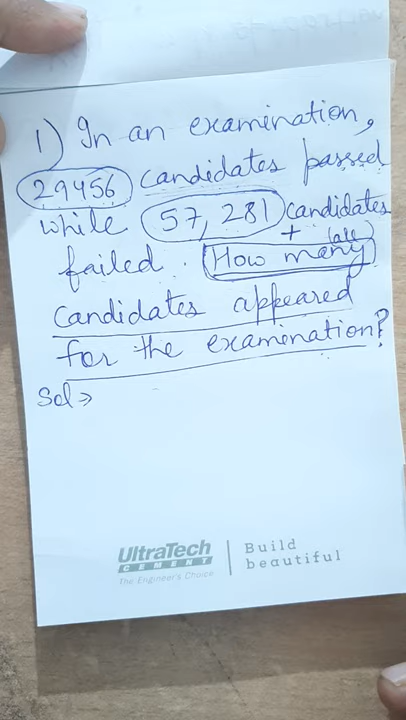 1) In an examination,
29456 candidates passed
while 57,281 candidates
+ (all)
failed. How many
candidates appeared
for the examination?
Sol ⇒
UltraTech
CEMENT
The Engineer's Choice
Build
beautiful